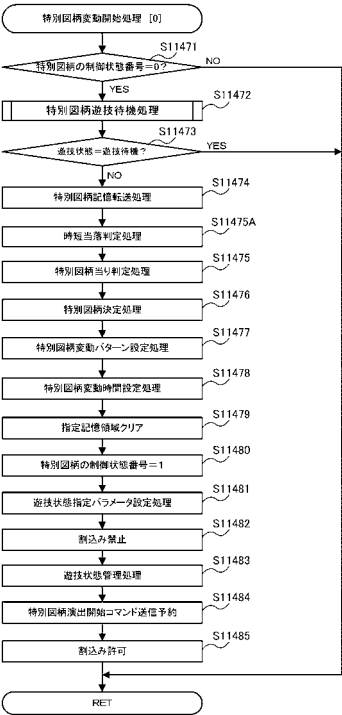 特別図柄変動開始処理 [0]
S11471
特別図柄の制御状態番号=0?
NO
YES
S11472
特別図柄遊技待機処理
S11473
遊技状態=遊技待機?
YES
NO
S11474
特別図柄記憶転送処理
S11475A
時短当落判定処理
S11475
特別図柄当り判定処理
S11476
特別図柄決定処理
S11477
特別図柄変動パターン設定処理
S11478
特別図柄変動時間設定処理
S11479
指定記憶領域クリア
S11480
特別図柄の制御状態番号=1
S11481
遊技状態指定パラメータ設定処理
S11482
割込み禁止
S11483
遊技状態管理処理
S11484
特別図柄演出開始コマンド送信予約
S11485
割込み許可
RET